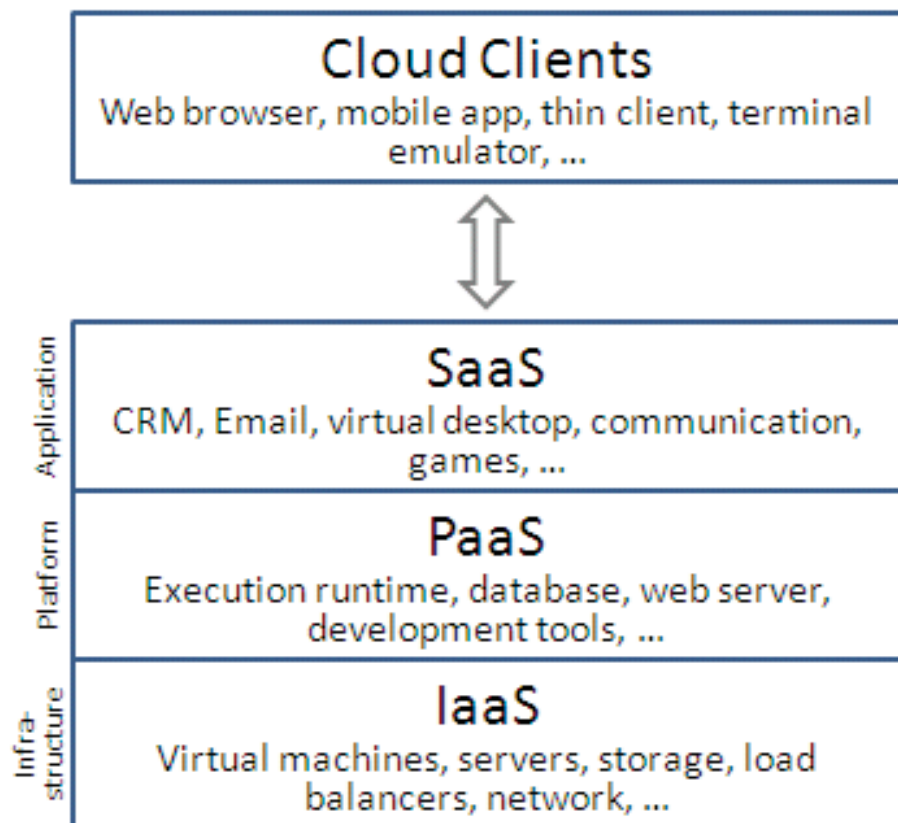 Cloud Clients
Web browser, mobile app, thin client, terminal
emulator, ...
Application
SaaS
CRM, Email, virtual desktop, communication,
games, ...
Platform
PaaS
Execution runtime, database, web server,
development tools, ...
Infra-
structure
IaaS
Virtual machines, servers, storage, load
balancers, network, ...